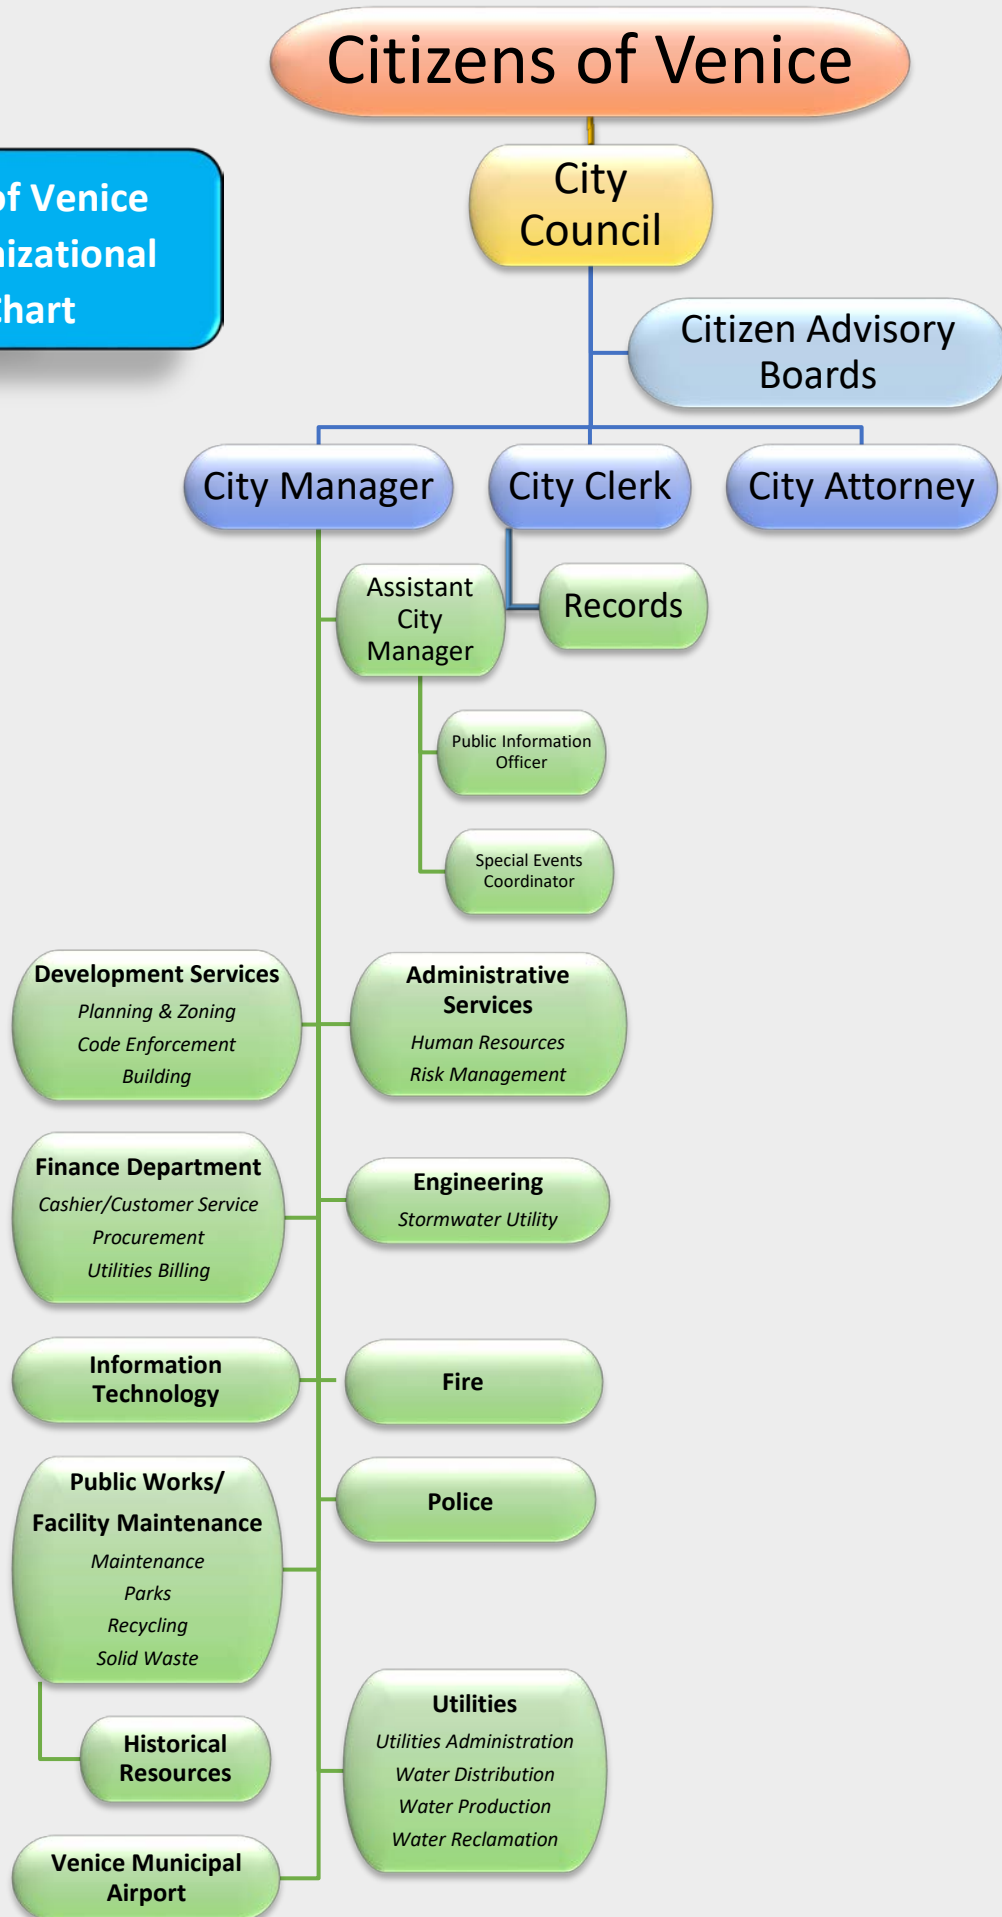 Citizens of Venice
of Venice
Chart
City
Council
Citizen Advisory
Boards
City Manager
City Clerk
City Attorney
Assistant
City
Manager
Records
Public Information
Officer
Special Events
Coordinator
Development Services
Planning & Zoning
Code Enforcement
Building
Administrative
Services
Human Resources
Risk Management
Finance Department
Cashier/Customer Service
Procurement
Utilities Billing
Engineering
Stormwater Utility
Information
Technology
Fire
Public Works/
Facility Maintenance
Maintenance
Parks
Recycling
Solid Waste
Police
Historical
Resources
Utilities
Utilities Administration
Water Distribution
Water Production
Water Reclamation
Venice Municipal
Airport